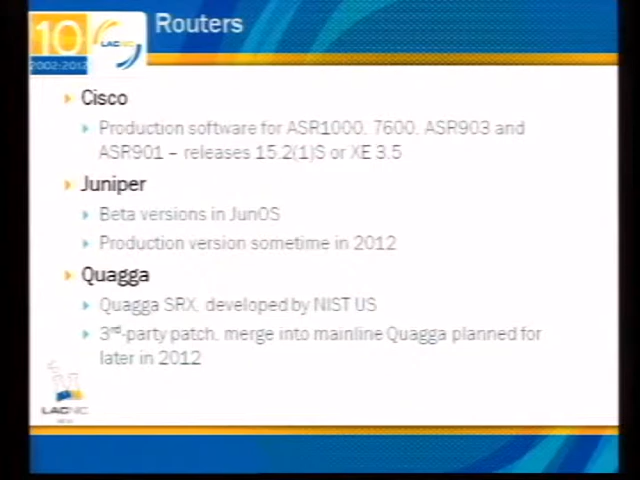 10
LACNIC
2002-2012
Routers
Cisco
Production software for ASR1000, 7600, ASR903 and
ASR901 – releases 15.2(1)S or XE 3.5
Juniper
Beta versions in JunOS
Production version sometime in 2012
Quagga
Quagga SRX, developed by NIST US
3rd-party patch, merge into mainline Quagga planned for
later in 2012
LACNIC